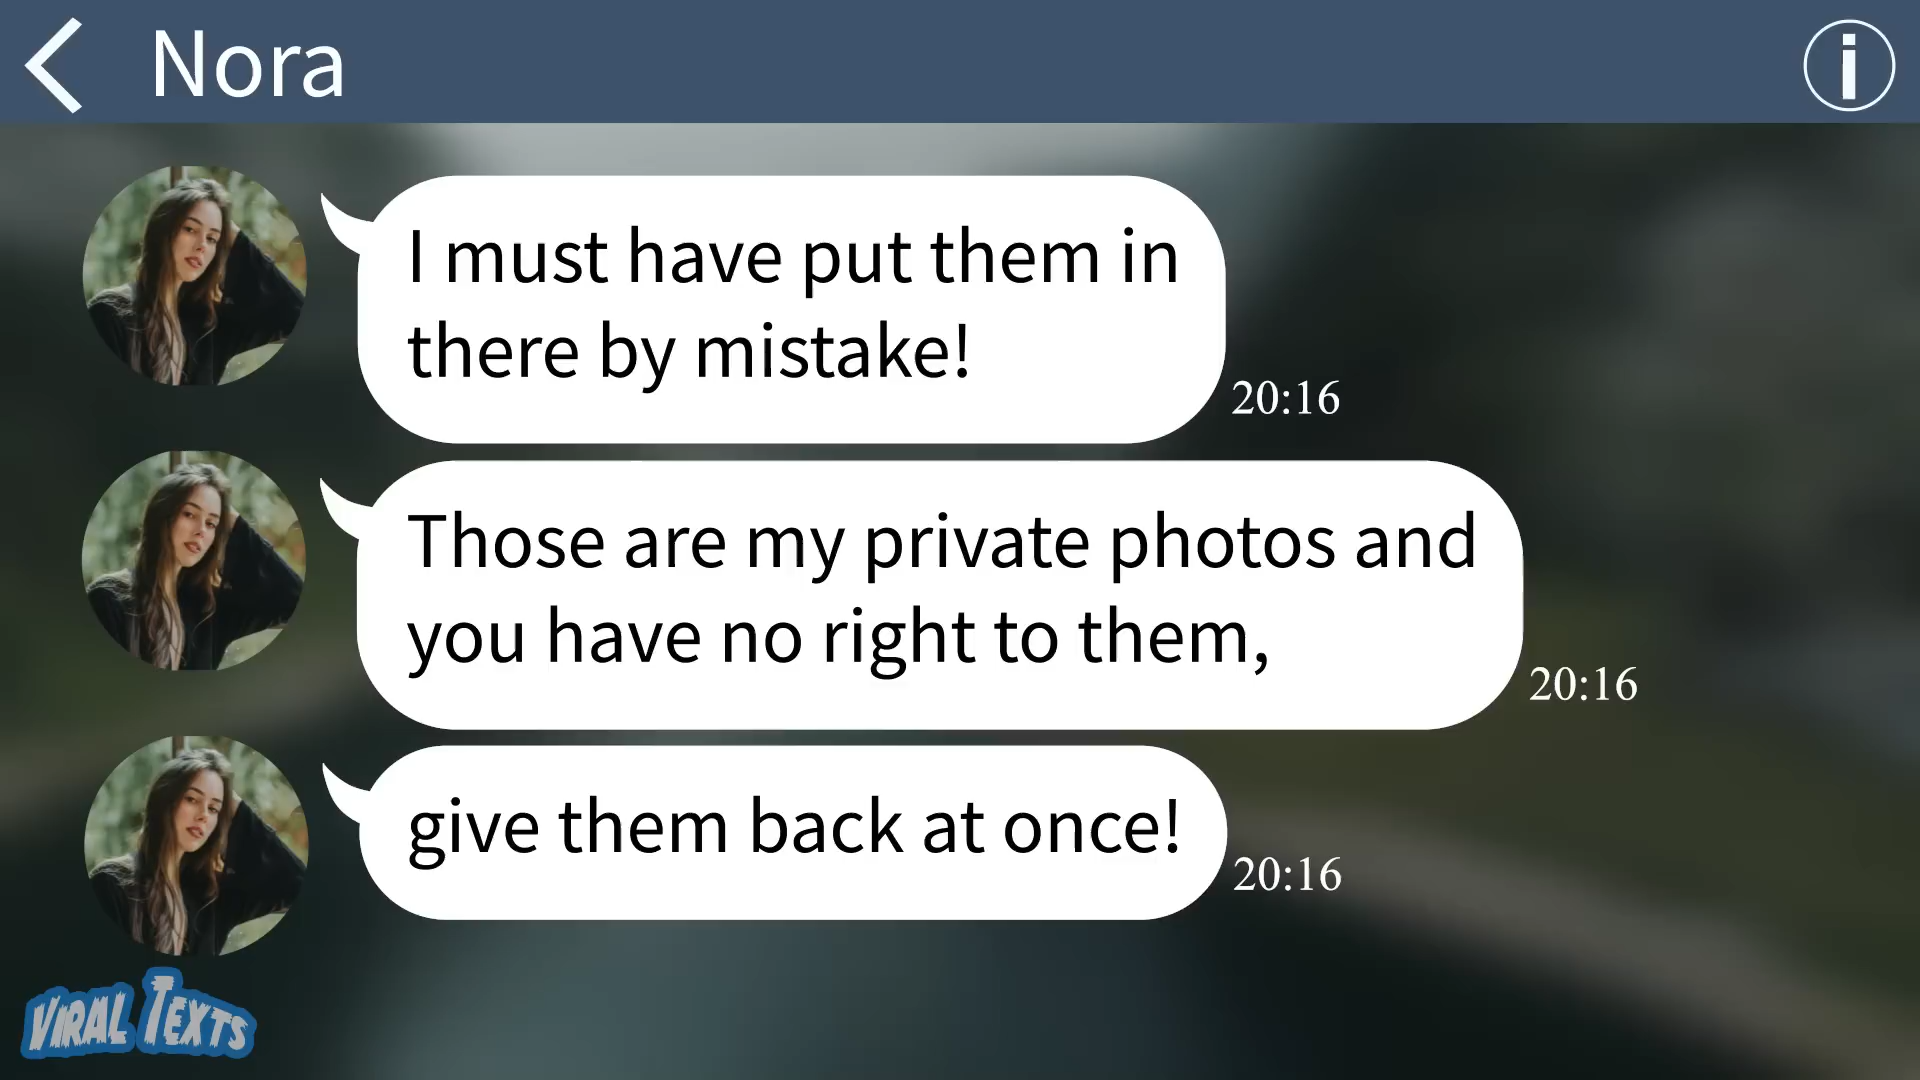 Nora
I must have put them in
there by mistake!
20:16
Those are my private photos and
you have no right to them,
20:16
give them back at once!
20:16
VIRAL TEXTS